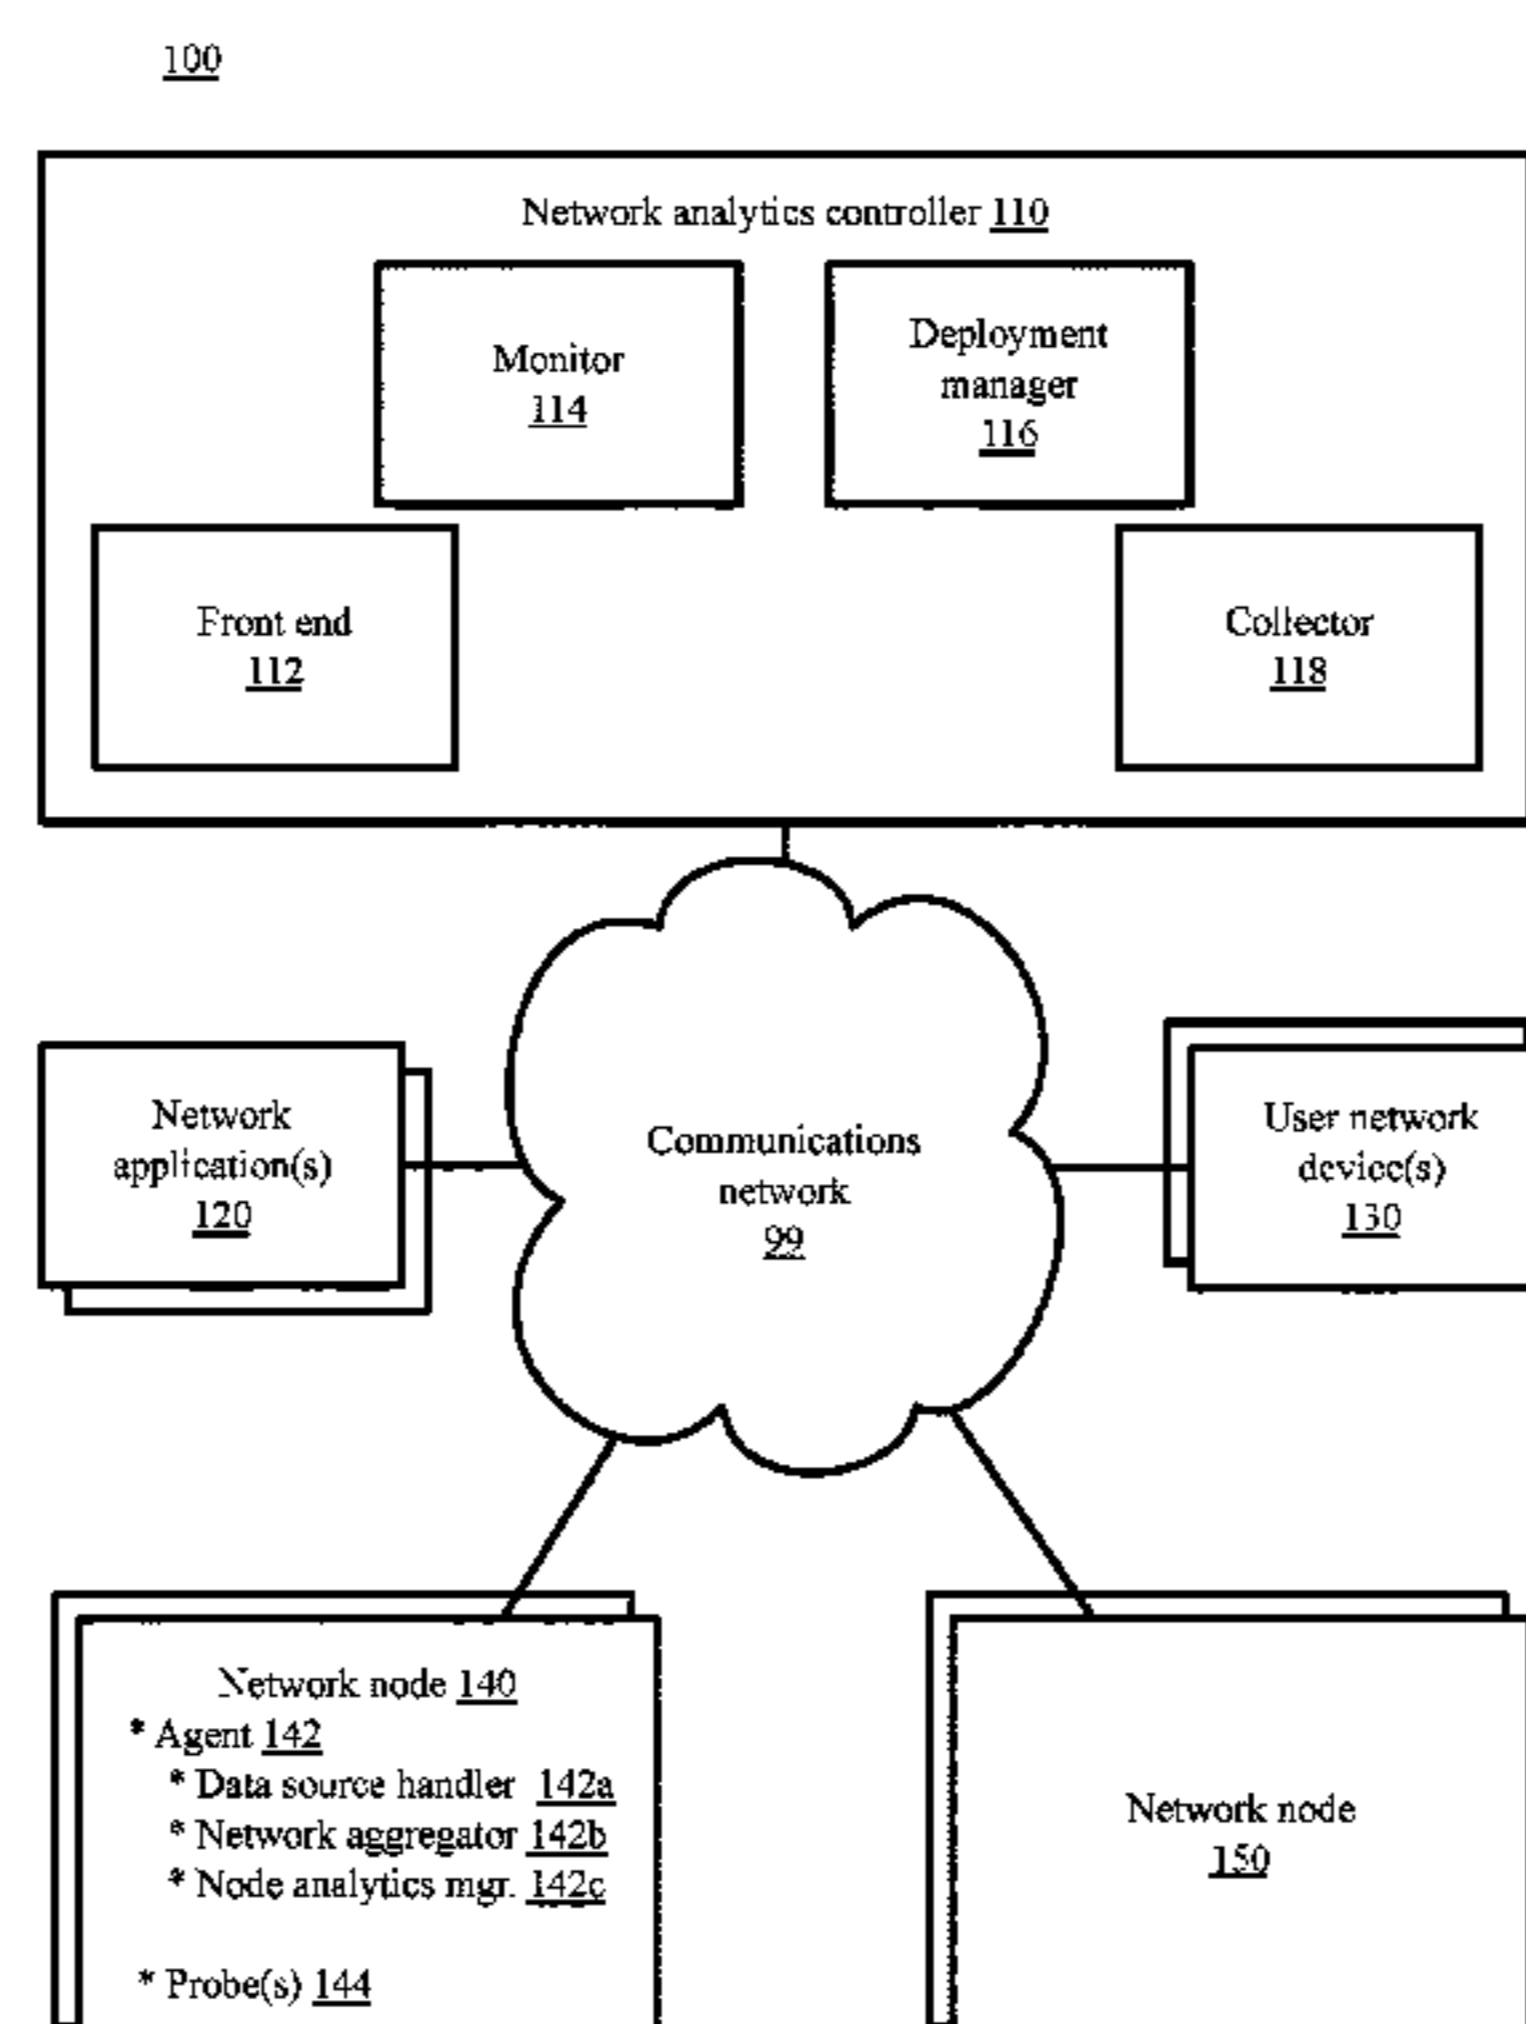 100
Network analytics controller 110
Monitor
114
Deployment
manager
116
Front end
112
Collector
118
Network
application(s)
120
Communications
network
99
User network
device(s)
130
Network node 140
* Agent 142
* Data source handler 142a
* Network aggregator 142b
* Node analytics mgr. 142c
* Probe(s) 144
Network node
150